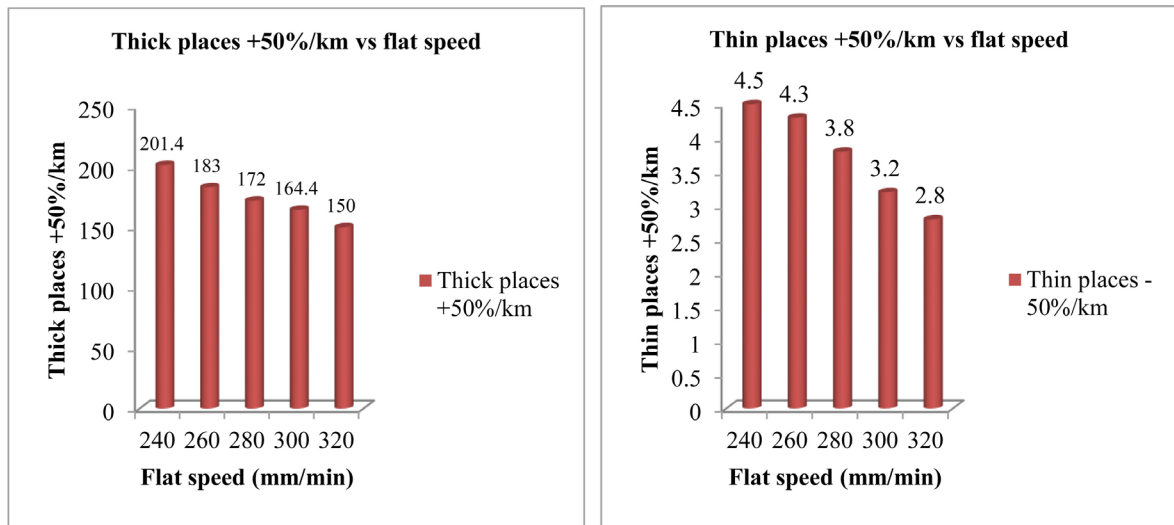 Thick places +50%/km vs flat speed
Thick places +50%/km
250
200
150
100
50
0
201.4
183
172
164.4
150
240 260 280 300 320
Flat speed (mm/min)
Thick places
+50%/km
Thin places +50%/km vs flat speed
Thin places +50%/km
4.5
4
3.5
3
2.5
2
1.5
1
0.5
0
4.5
4.3
3.8
3.2
2.8
240 260 280 300 320
Flat speed (mm/min)
Thin places -
50%/km